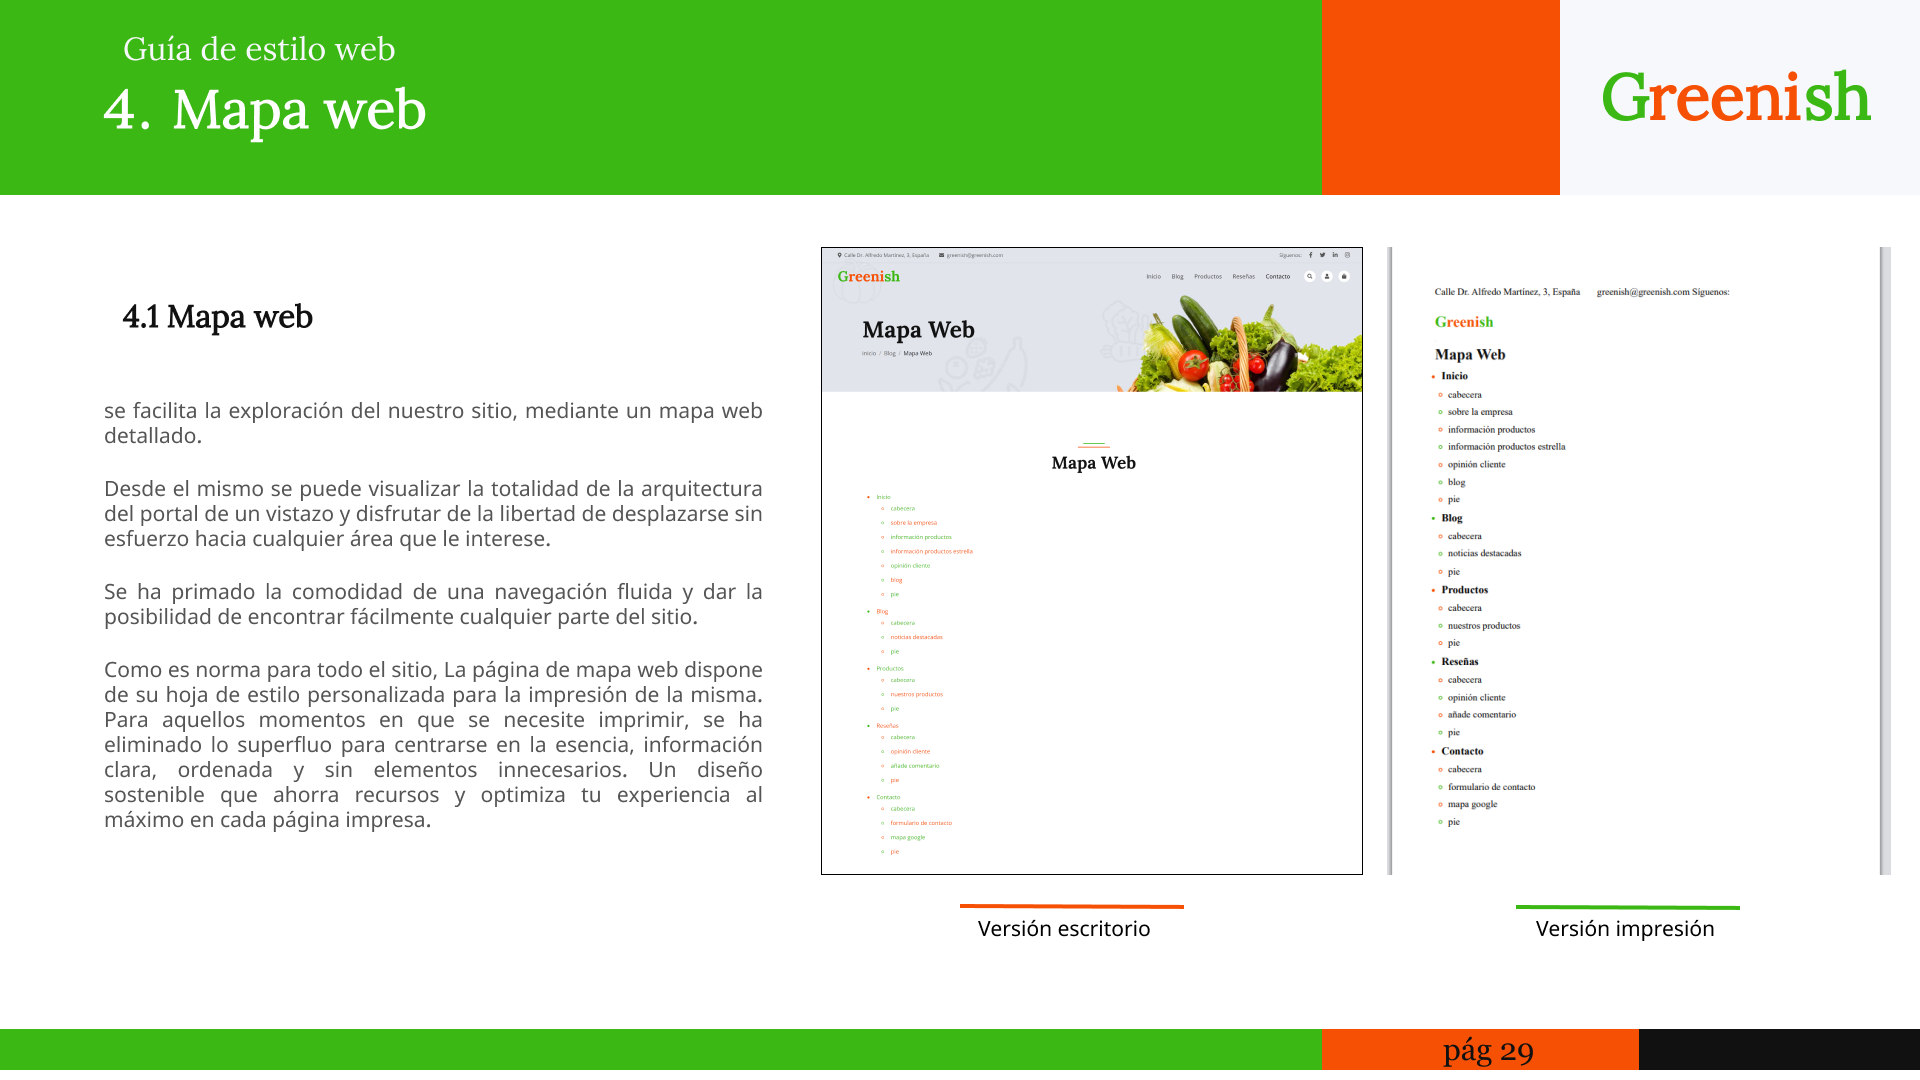 Guía de estilo web
4. Mapa web
Greenish
4.1 Mapa web
se facilita la exploración del nuestro sitio, mediante un mapa web
detallado.
Desde el mismo se puede visualizar la totalidad de la arquitectura
del portal de un vistazo y disfrutar de la libertad de desplazarse sin
esfuerzo hacia cualquier área que le interese.
Se ha primado la comodidad de una navegación fluida y dar la
posibilidad de encontrar fácilmente cualquier parte del sitio.
Como es norma para todo el sitio, La página de mapa web dispone
de su hoja de estilo personalizada para la impresión de la misma.
Para aquellos momentos en que se necesite imprimir, se ha
eliminado lo superfluo para centrarse en la esencia, información
clara, ordenada y sin elementos innecesarios. Un diseño
sostenible que ahorra recursos y optimiza tu experiencia al
máximo en cada página impresa.
Calle Dr. Alfredo Martínez, 3, España greenish@greenish.com Síguenos:
Greenish
Inicio Blog Productos Reseñas Contacto
Mapa Web
Inicio / Blog / Mapa Web
Mapa Web
Inicio
cabecera
sobre la empresa
información productos
información productos estrella
opinión cliente
blog
pie
Blog
cabecera
noticias destacadas
pie
Productos
cabecera
nuestros productos
pie
Reseñas
cabecera
opinión cliente
añade comentario
pie
Contacto
cabecera
formulario de contacto
mapa google
pie
Versión escritorio
Calle Dr. Alfredo Martínez, 3, España greenish@greenish.com Síguenos:
Greenish
Mapa Web
Inicio
cabecera
sobre la empresa
información productos
información productos estrella
opinión cliente
blog
pie
Blog
cabecera
noticias destacadas
pie
Productos
cabecera
nuestros productos
pie
Reseñas
cabecera
opinión cliente
añade comentario
pie
Contacto
cabecera
formulario de contacto
mapa google
pie
Versión impresión
pág 29